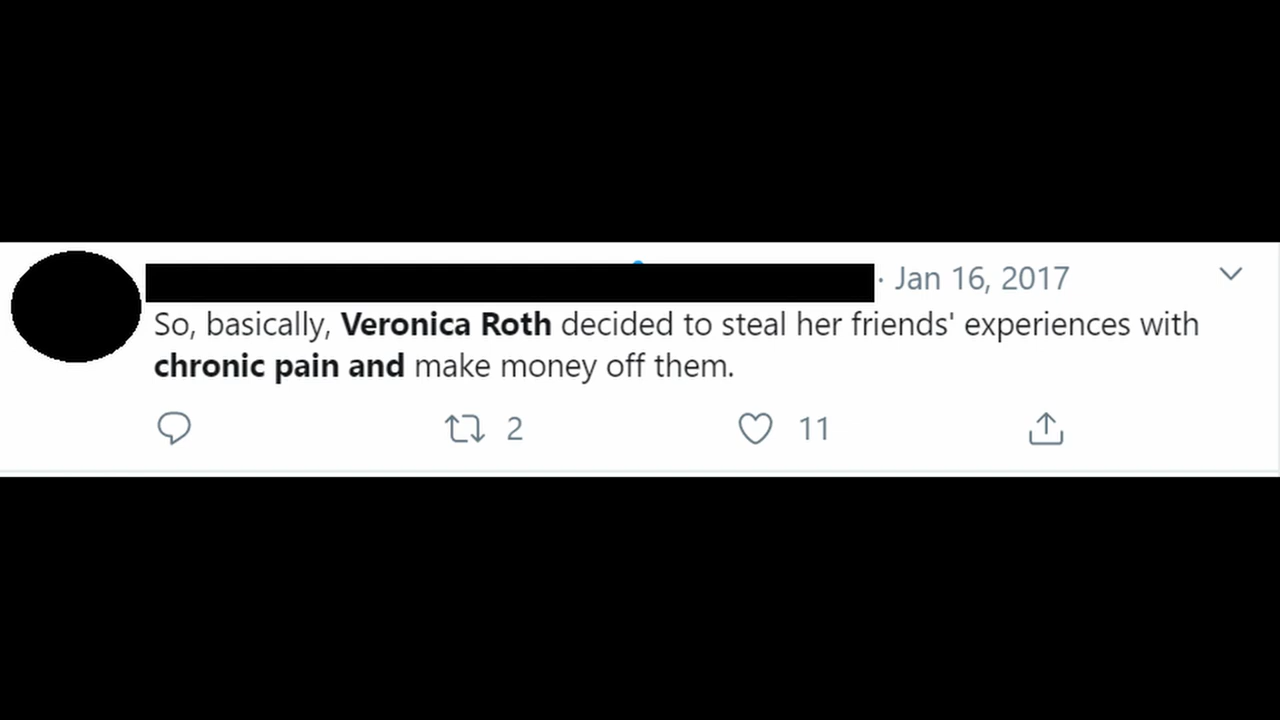 · Jan 16, 2017
So, basically, Veronica Roth decided to steal her friends' experiences with
chronic pain and make money off them.
2 11